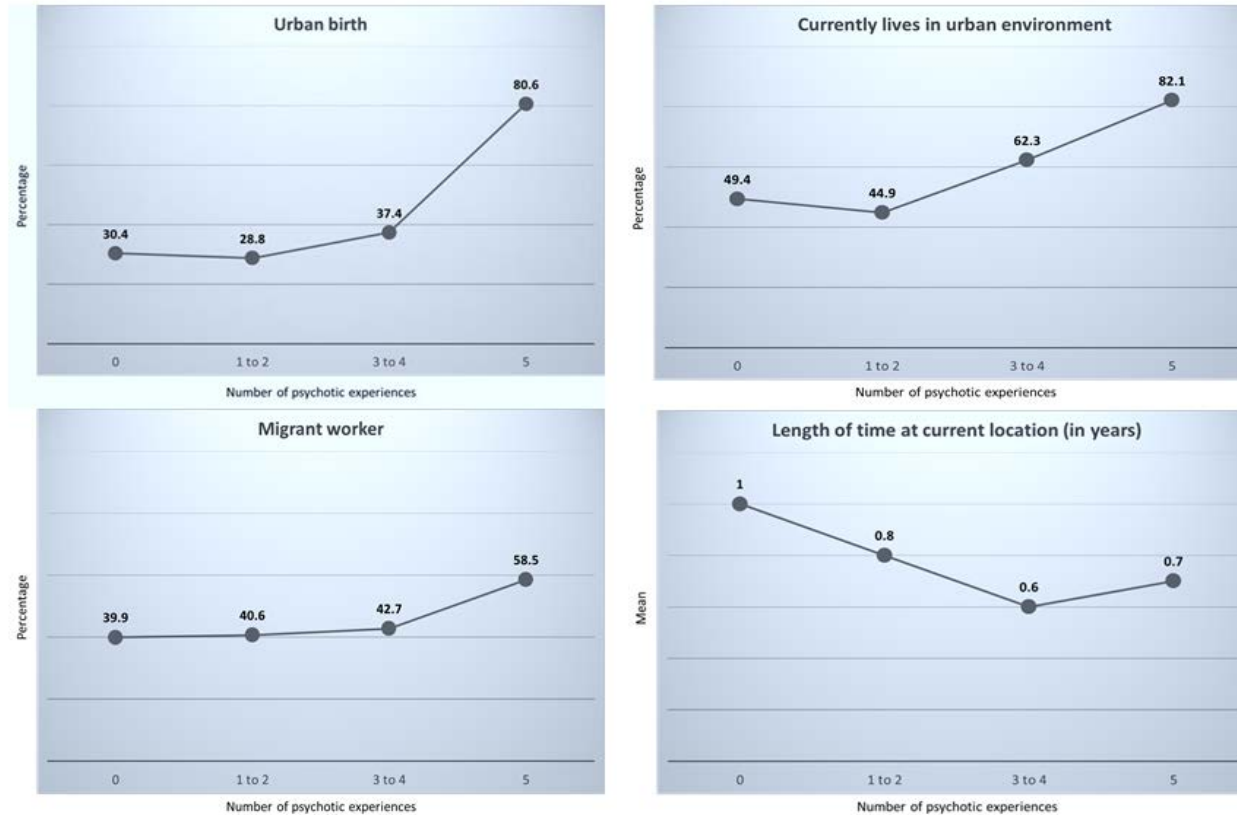 Urban birth
Percentage
30.4
28.8
37.4
80.6
0 1 to 2 3 to 4 5
Number of psychotic experiences
Currently lives in urban environment
Percentage
49.4
44.9
62.3
82.1
0 1 to 2 3 to 4 5
Number of psychotic experiences
Migrant worker
Percentage
39.9
40.6
42.7
58.5
0 1 to 2 3 to 4 5
Number of psychotic experiences
Length of time at current location (in years)
Mean
1
0.8
0.6
0.7
0 1 to 2 3 to 4 5
Number of psychotic experiences